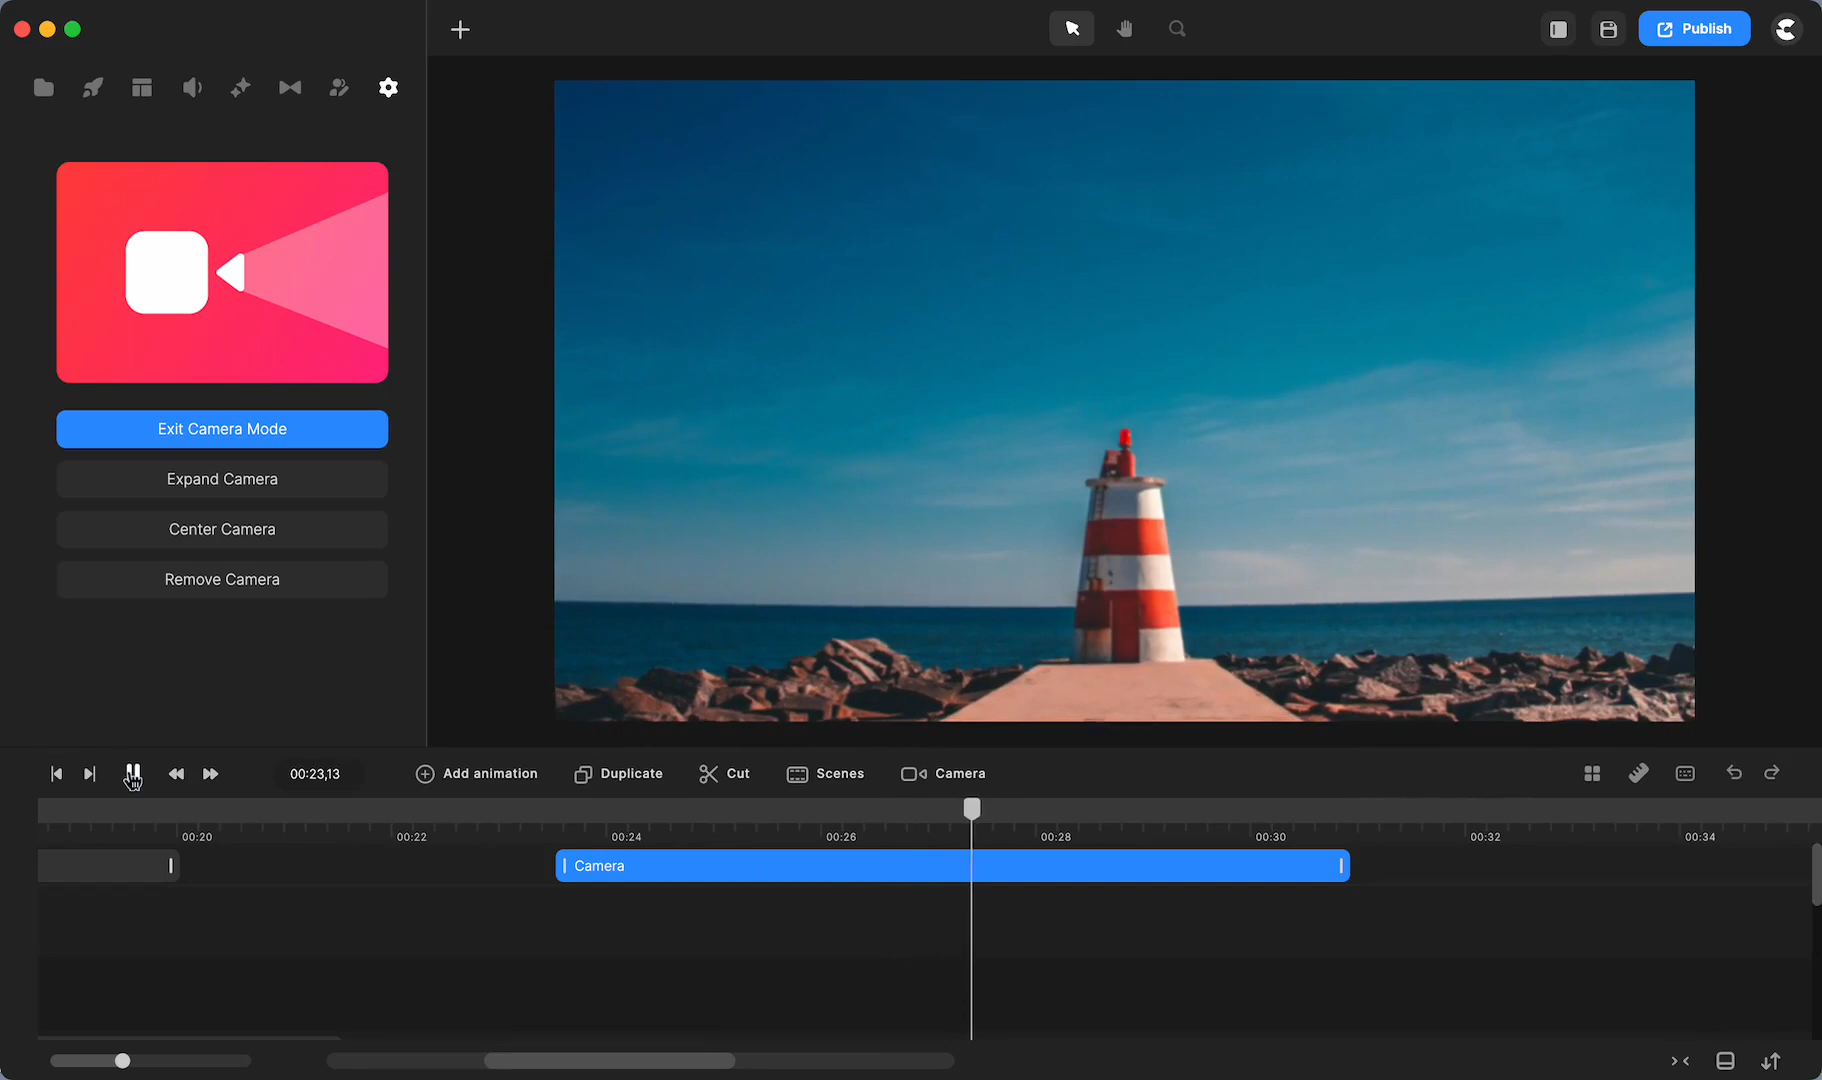 Publish
Exit Camera Mode
Expand Camera
Center Camera
Remove Camera
00:23,13
Add animation
Duplicate
Cut
Scenes
Camera
00:20
00:22
00:24
00:26
00:28
00:30
00:32
00:34
Camera